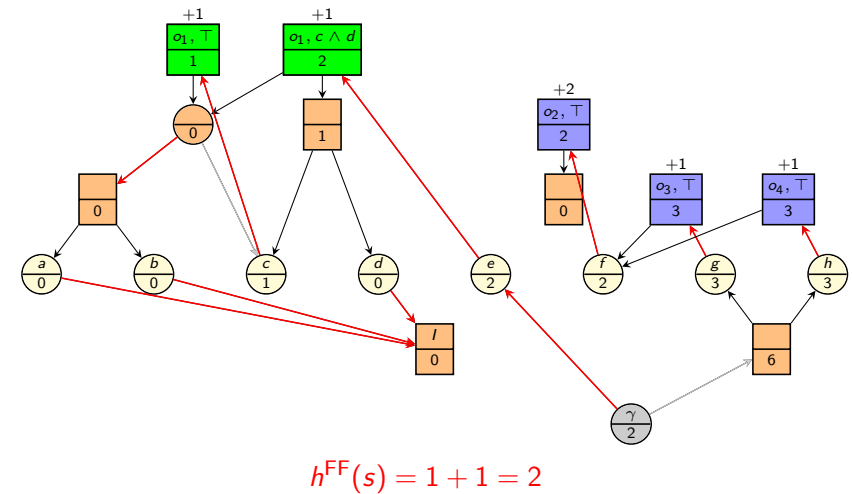 +1 +1
o₁, ⊤ o₁, c ∧ d
1 2
+2
o₂, ⊤
0 1 2
+1 +1
o₃, ⊤ o₄, ⊤
0 0 3 3
a b c d e f g h
0 0 1 0 2 2 3 3
I
0 6
γ
2
h^FF(s) = 1 + 1 = 2